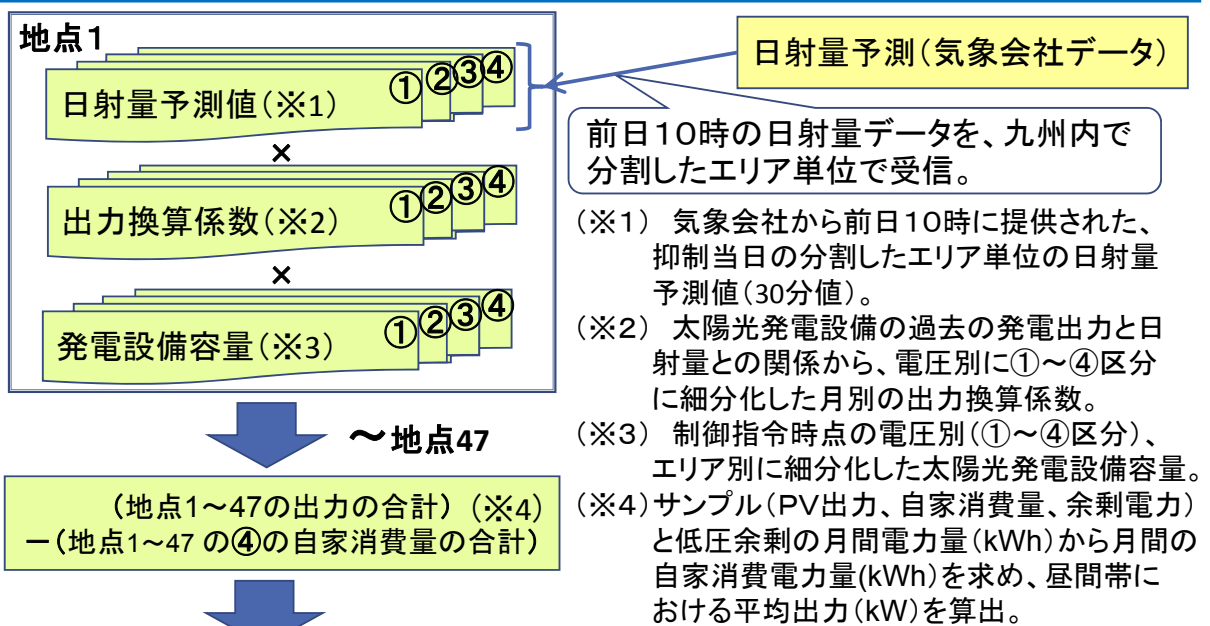 地点1
日射量予測値(※1) ①②③④
×
出力換算係数(※2) ①②③④
×
発電設備容量(※3) ①②③④
～地点47
(地点1～47の出力の合計) (※4)
－(地点1～47 の④の自家消費量の合計)
日射量予測(気象会社データ)
前日10時の日射量データを、九州内で
分割したエリア単位で受信。
(※1) 気象会社から前日10時に提供された、
抑制当日の分割したエリア単位の日射量
予測値(30分値)。
(※2) 太陽光発電設備の過去の発電出力と日
射量との関係から、電圧別に①～④区分
に細分化した月別の出力換算係数。
(※3) 制御指令時点の電圧別(①～④区分)、
エリア別に細分化した太陽光発電設備容量。
(※4)サンプル(PV出力、自家消費量、余剰電力)
と低圧余剰の月間電力量(kWh)から月間の
自家消費電力量(kWh)を求め、昼間帯に
おける平均出力(kW)を算出。